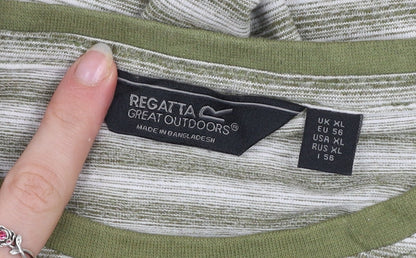 REGATTA
GREAT OUTDOORS®
MADE IN BANGLADESH
UK XL
EU 56
USA XL
RUS XL
I 56